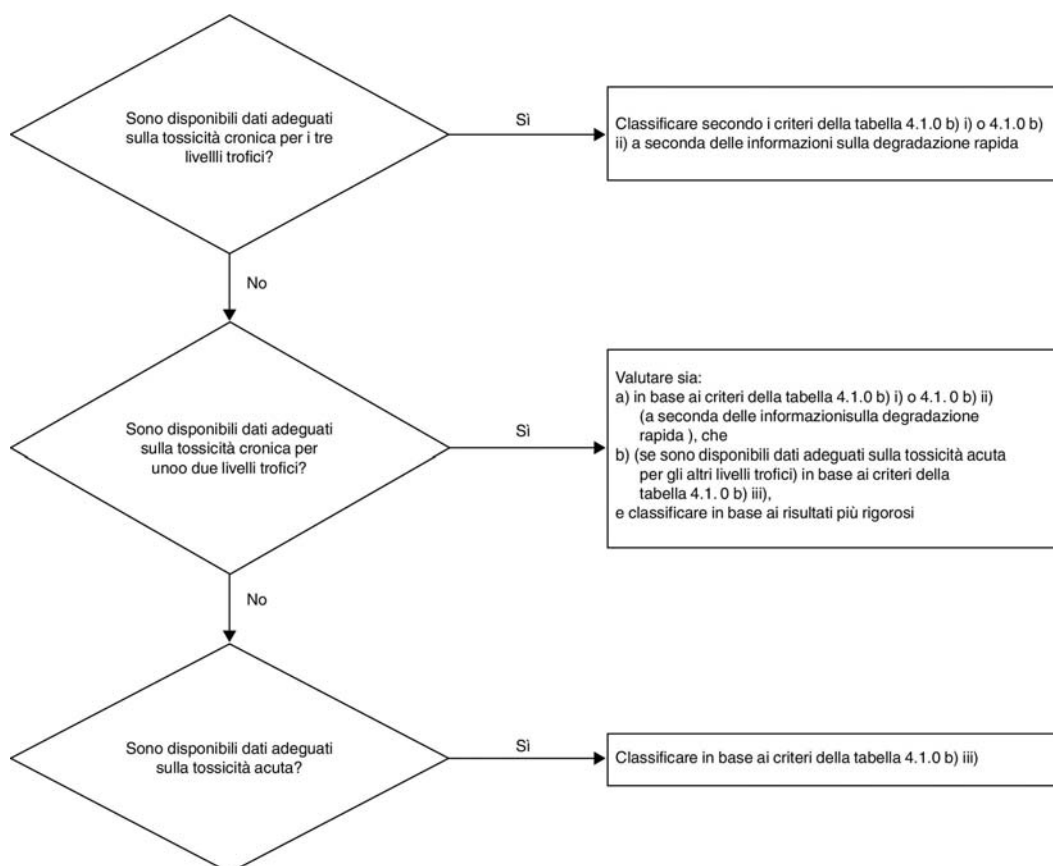 Sono disponibili dati adeguati
sulla tossicità cronica per i tre
livellli trofici?
Sì
Classificare secondo i criteri della tabella 4.1.0 b) i) o 4.1.0 b)
ii) a seconda delle informazioni sulla degradazione rapida
No
Sono disponibili dati adeguati
sulla tossicità cronica per
unoo due livelli trofici?
Sì
Valutare sia:
a) in base ai criteri della tabella 4.1.0 b) i) o 4.1. 0 b) ii)
(a seconda delle informazionisulla degradazione
rapida ), che
b) (se sono disponibili dati adeguati sulla tossicità acuta
per gli altri livelli trofici) in base ai criteri della
tabella 4.1. 0 b) iii),
e classificare in base ai risultati più rigorosi
No
Sono disponibili dati adeguati
sulla tossicità acuta?
Sì
Classificare in base ai criteri della tabella 4.1.0 b) iii)